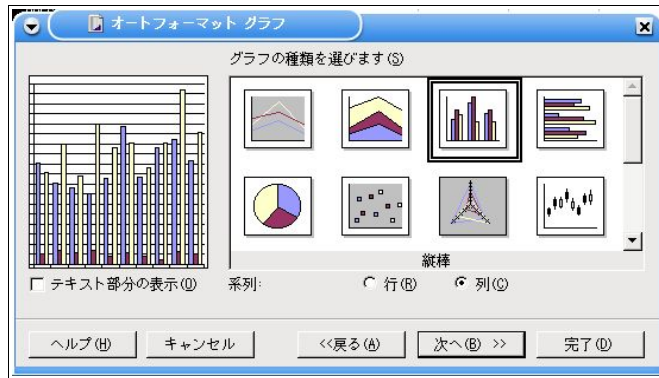 オートフォーマット グラフ
グラフの種類を選びます(S)
縦棒
テキスト部分の表示(O)
系列:
行(R)
列(C)
ヘルプ(H)
キャンセル
<<戻る(A)
次へ(B) >>
完了(D)